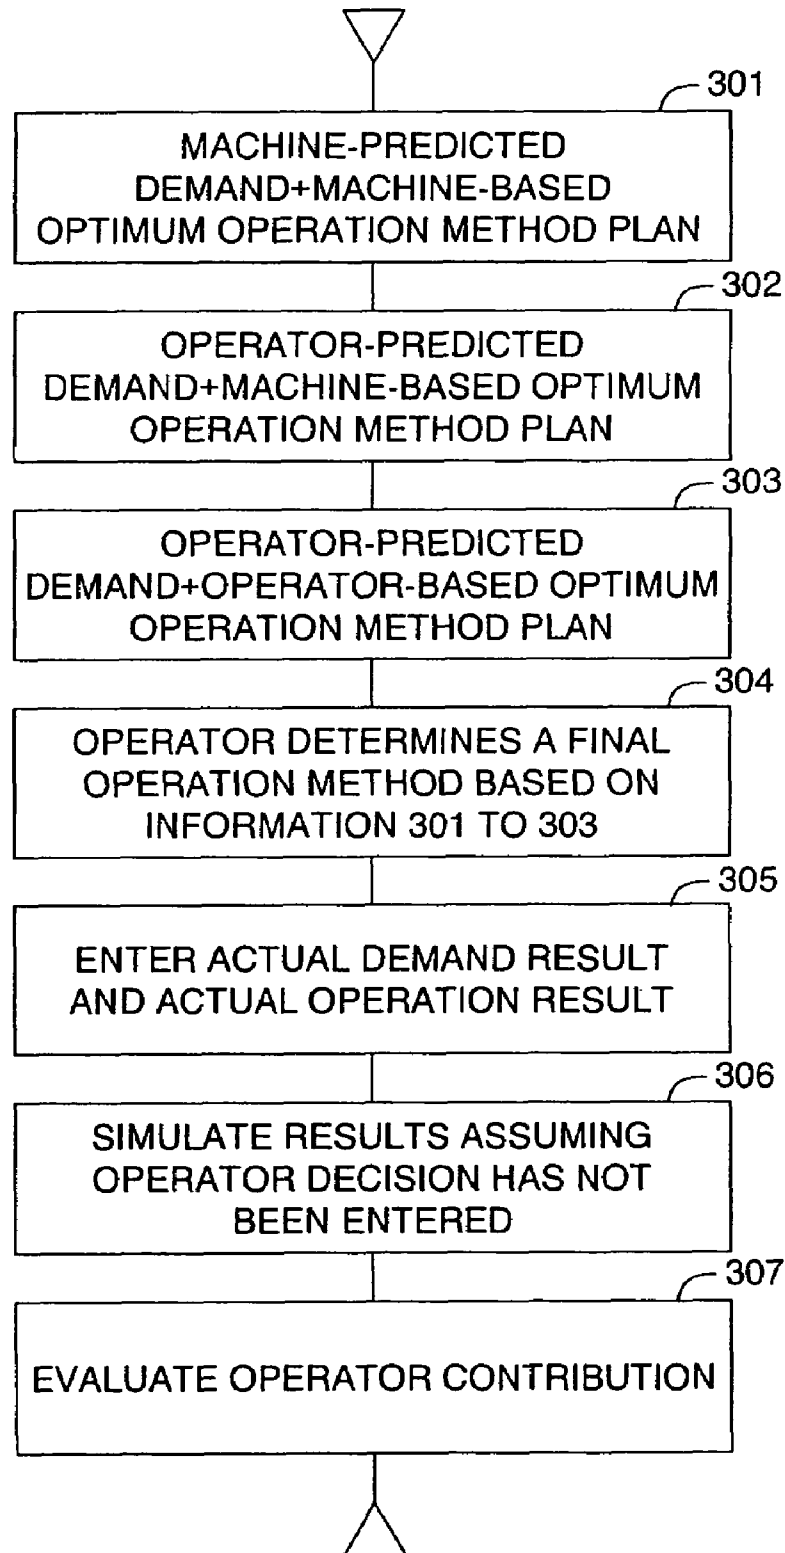 301
MACHINE-PREDICTED
DEMAND+MACHINE-BASED
OPTIMUM OPERATION METHOD PLAN
302
OPERATOR-PREDICTED
DEMAND+MACHINE-BASED OPTIMUM
OPERATION METHOD PLAN
303
OPERATOR-PREDICTED
DEMAND+OPERATOR-BASED OPTIMUM
OPERATION METHOD PLAN
304
OPERATOR DETERMINES A FINAL
OPERATION METHOD BASED ON
INFORMATION 301 TO 303
305
ENTER ACTUAL DEMAND RESULT
AND ACTUAL OPERATION RESULT
306
SIMULATE RESULTS ASSUMING
OPERATOR DECISION HAS NOT
BEEN ENTERED
307
EVALUATE OPERATOR CONTRIBUTION